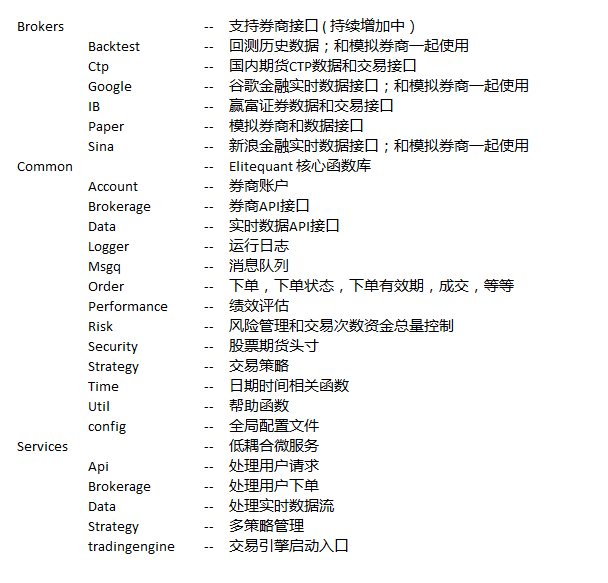 Brokers -- 支持券商接口 ( 持续增加中 )
Backtest -- 回测历史数据；和模拟券商一起使用
Ctp -- 国内期货CTP数据和交易接口
Google -- 谷歌金融实时数据接口；和模拟券商一起使用
IB -- 赢富证券数据和交易接口
Paper -- 模拟券商和数据接口
Sina -- 新浪金融实时数据接口；和模拟券商一起使用
Common -- Elitequant 核心函数库
Account -- 券商账户
Brokerage -- 券商API接口
Data -- 实时数据API接口
Logger -- 运行日志
Msgq -- 消息队列
Order -- 下单，下单状态，下单有效期，成交，等等
Performance -- 绩效评估
Risk -- 风险管理和交易次数资金总量控制
Security -- 股票期货头寸
Strategy -- 交易策略
Time -- 日期时间相关函数
Util -- 帮助函数
config -- 全局配置文件
Services -- 低耦合微服务
Api -- 处理用户请求
Brokerage -- 处理用户下单
Data -- 处理实时数据流
Strategy -- 多策略管理
tradingengine -- 交易引擎启动入口